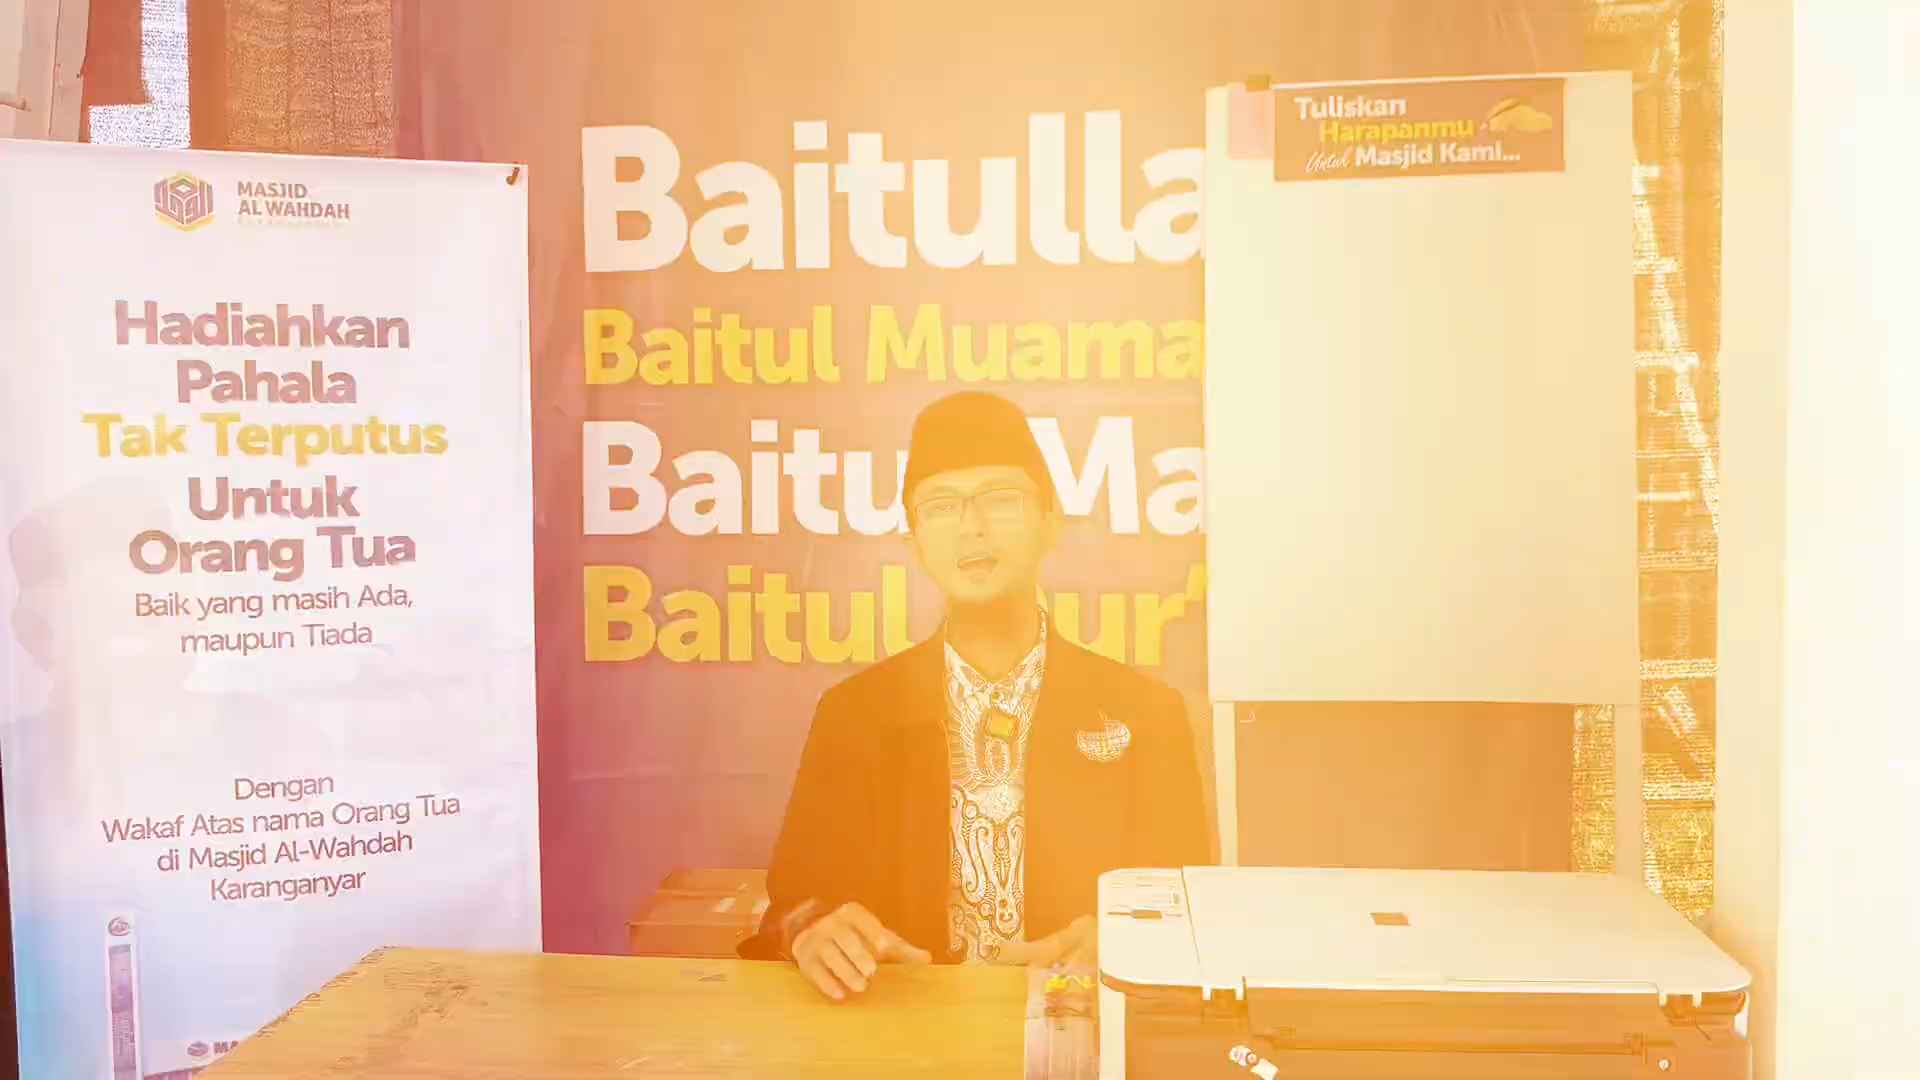 MASJID
AL WAHDAH
Hadiahkan
Pahala
Tak Terputus
Untuk
Orang Tua
Baik yang masih Ada,
maupun Tiada
Dengan
Wakaf Atas nama Orang Tua
di Masjid Al-Wahdah
Karanganyar
Baitulla
Baitul Muama
Baitu Ma
Baitul ur'
Tuliskan
Harapanmu
Untuk Masjid Kami...